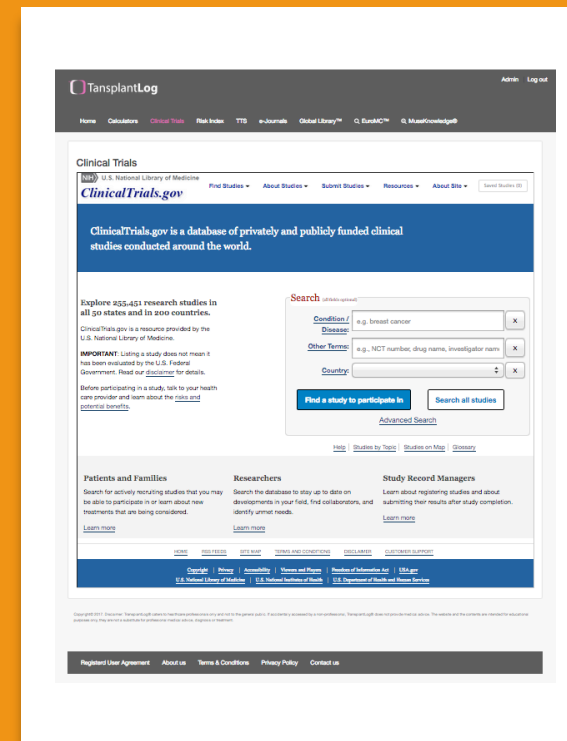 Admin Log out
TansplantLog
Home Calculators Clinical Trials Risk Index TTS e-Journals Global Library™ Q, EuroMC™ Q, MuseKnowledge®
Clinical Trials
NIH U.S. National Library of Medicine
ClinicalTrials.gov
Find Studies About Studies Submit Studies Resources About Site Saved Studies (0)
ClinicalTrials.gov is a database of privately and publicly funded clinical
studies conducted around the world.
Explore 255,451 research studies in
all 50 states and in 200 countries.
ClinicalTrials.gov is a resource provided by the
U.S. National Library of Medicine.
IMPORTANT: Listing a study does not mean it
has been evaluated by the U.S. Federal
Government. Read our disclaimer for details.
Before participating in a study, talk to your health
care provider and learn about the risks and
potential benefits.
Search (all fields optional)
Condition /
Disease:
e.g. breast cancer
X
Other Terms:
e.g., NCT number, drug name, investigator name
X
Country:
X
Find a study to participate in
Search all studies
Advanced Search
Help | Studies by Topic | Studies on Map | Glossary
Patients and Families
Search for actively recruiting studies that you may
be able to participate in or learn about new
treatments that are being considered.
Learn more
Researchers
Search the database to stay up to date on
developments in your field, find collaborators, and
identify unmet needs.
Learn more
Study Record Managers
Learn about registering studies and about
submitting their results after study completion.
Learn more
HOME RSS FEEDS SITE MAP TERMS AND CONDITIONS DISCLAIMER CUSTOMER SUPPORT
Copyright | Privacy | Accessibility | Viewers and Players | Freedom of Information Act | USA.gov
U.S. National Library of Medicine | U.S. National Institutes of Health | U.S. Department of Health and Human Services
Registerd User Agreement About us Terms & Conditions Privacy Policy Contact us